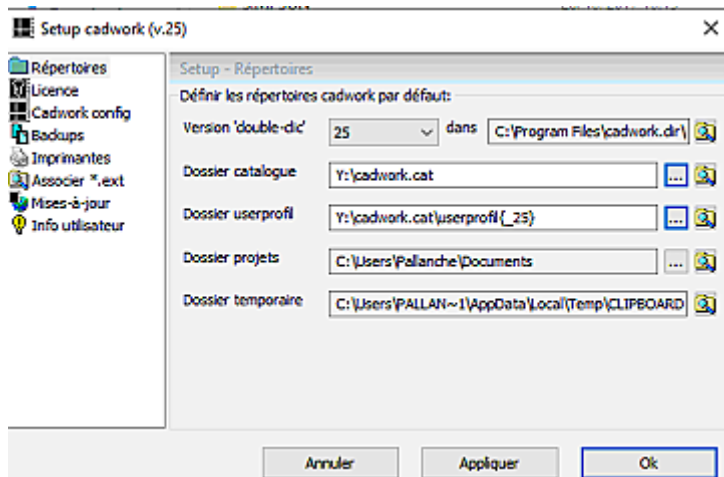 Setup cadwork (v.25)
Répertoires
Licence
Cadwork config
Backups
Imprimantes
Associer *.ext
Mises-à-jour
Info utilisateur
Setup - Répertoires
Définir les répertoires cadwork par défaut:
Version 'double-clic' 25 dans C:\Program Files\cadwork.dir\
Dossier catalogue Y:\cadwork.cat ...
Dossier userprofil Y:\cadwork.cat\userprofil{_25} ...
Dossier projets C:\Users\Pallanche\Documents ...
Dossier temporaire C:\Users\PALLAN~1\AppData\Local\Temp\CLIPBOARD
Annuler Appliquer Ok